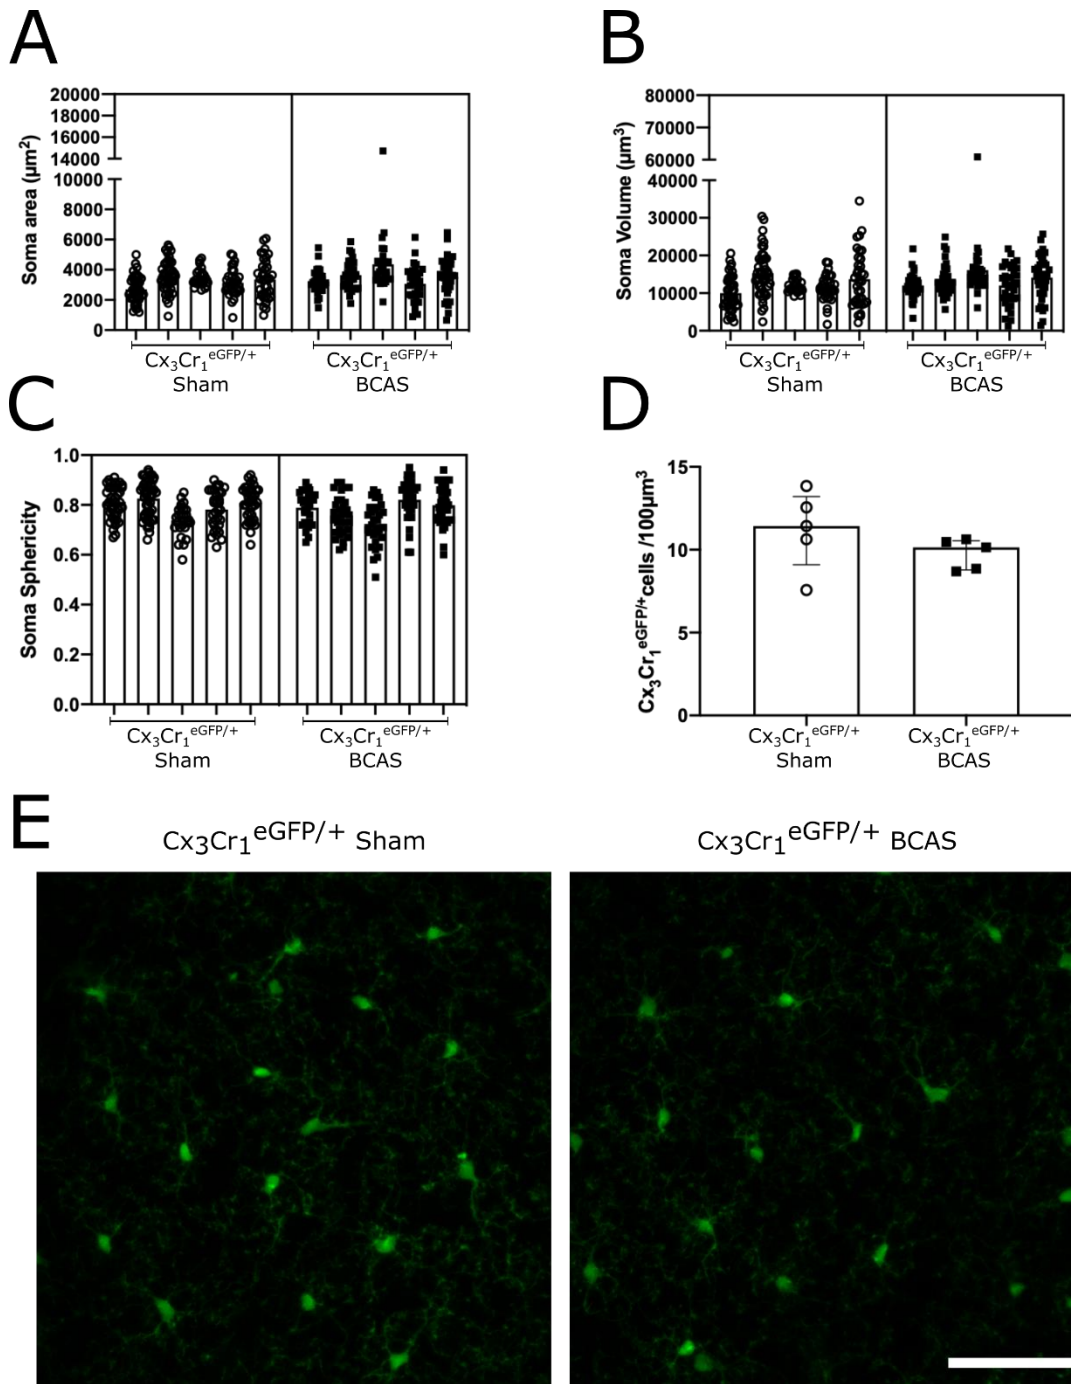 A
B
20000
18000
16000
14000
10000
8000
6000
4000
2000
0
Soma area (μm²)
Cx₃Cr₁ᵉᴳᶠᴾ/⁺
Sham
Cx₃Cr₁ᵉᴳᶠᴾ/⁺
BCAS
80000
70000
60000
40000
30000
20000
10000
0
Soma Volume (μm³)
Cx₃Cr₁ᵉᴳᶠᴾ/⁺
Sham
Cx₃Cr₁ᵉᴳᶠᴾ/⁺
BCAS
C
D
1.0
0.8
0.6
0.4
0.2
0.0
Soma Sphericity
Cx₃Cr₁ᵉᴳᶠᴾ/⁺
Sham
Cx₃Cr₁ᵉᴳᶠᴾ/⁺
BCAS
15
10
5
0
Cx₃Cr₁ᵉᴳᶠᴾ/⁺cells /100μm³
Cx₃Cr₁ᵉᴳᶠᴾ/⁺
Sham
Cx₃Cr₁ᵉᴳᶠᴾ/⁺
BCAS
E
Cx₃Cr₁ᵉᴳᶠᴾ/⁺ Sham
Cx₃Cr₁ᵉᴳᶠᴾ/⁺ BCAS